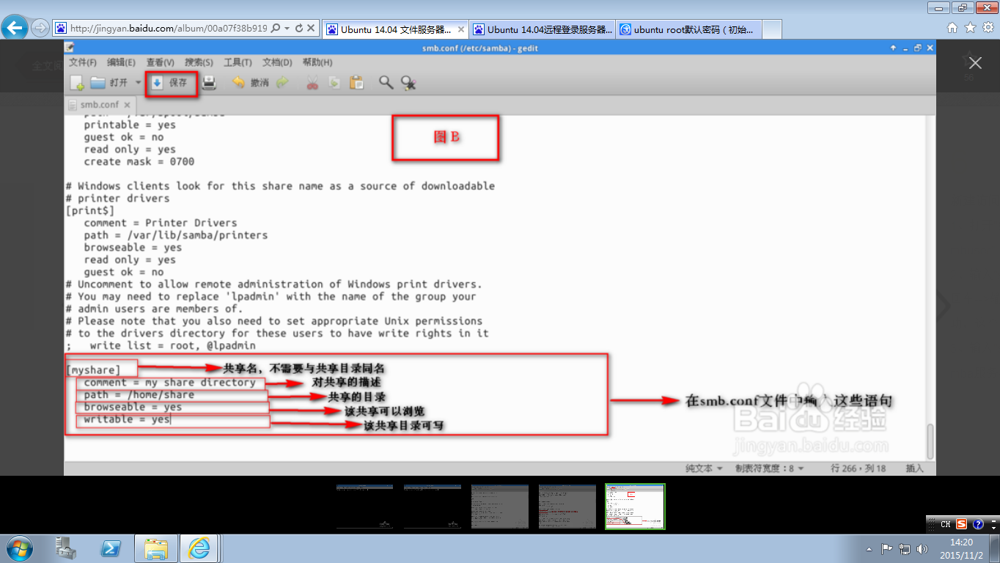 http://jingyan.baidu.com/album/00a07f38b919
Ubuntu 14.04 文件服务器...
Ubuntu 14.04远程登录服务器...
ubuntu root默认密码（初始...
smb.conf (/etc/samba) - gedit
文件(F) 编辑(E) 查看(V) 搜索(S) 工具(T) 文档(D) 帮助(H)
打开 保存 撤消
smb.conf
printable = yes
guest ok = no
read only = yes
create mask = 0700
图 B
# Windows clients look for this share name as a source of downloadable
# printer drivers
[print$]
comment = Printer Drivers
path = /var/lib/samba/printers
browseable = yes
read only = yes
guest ok = no
# Uncomment to allow remote administration of Windows print drivers.
# You may need to replace 'lpadmin' with the name of the group your
# admin users are members of.
# Please note that you also need to set appropriate Unix permissions
# to the drivers directory for these users to have write rights in it
;   write list = root, @lpadmin
[myshare] 共享名，不需要与共享目录同名
comment = my share directory 对共享的描述
path = /home/share 共享的目录
browseable = yes 该共享可以浏览
writable = yes 该共享目录可写
在smb.conf文件中输入这些语句
Baidu 经验
jingyan.baidu.com
纯文本 制表符宽度：8 行 266，列 18 插入
CH
14:20
2015/11/2